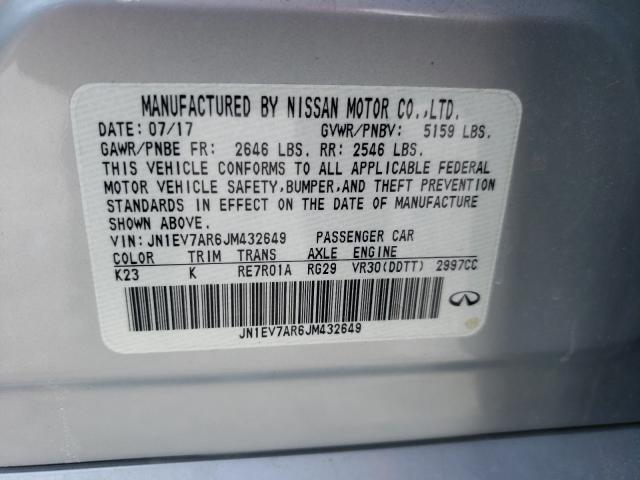 MANUFACTURED BY NISSAN MOTOR CO.,LTD.
DATE: 07/17 GVWR/PNBV: 5159 LBS.
GAWR/PNBE FR: 2646 LBS. RR: 2546 LBS.
THIS VEHICLE CONFORMS TO ALL APPLICABLE FEDERAL
MOTOR VEHICLE SAFETY,BUMPER,AND THEFT PREVENTION
STANDARDS IN EFFECT ON THE DATE OF MANUFACTURE
SHOWN ABOVE.
VIN: JN1EV7AR6JM432649 PASSENGER CAR
COLOR TRIM TRANS AXLE ENGINE
K23 K RE7R01A RG29 VR30(DDTT) 2997CC
JN1EV7AR6JM432649